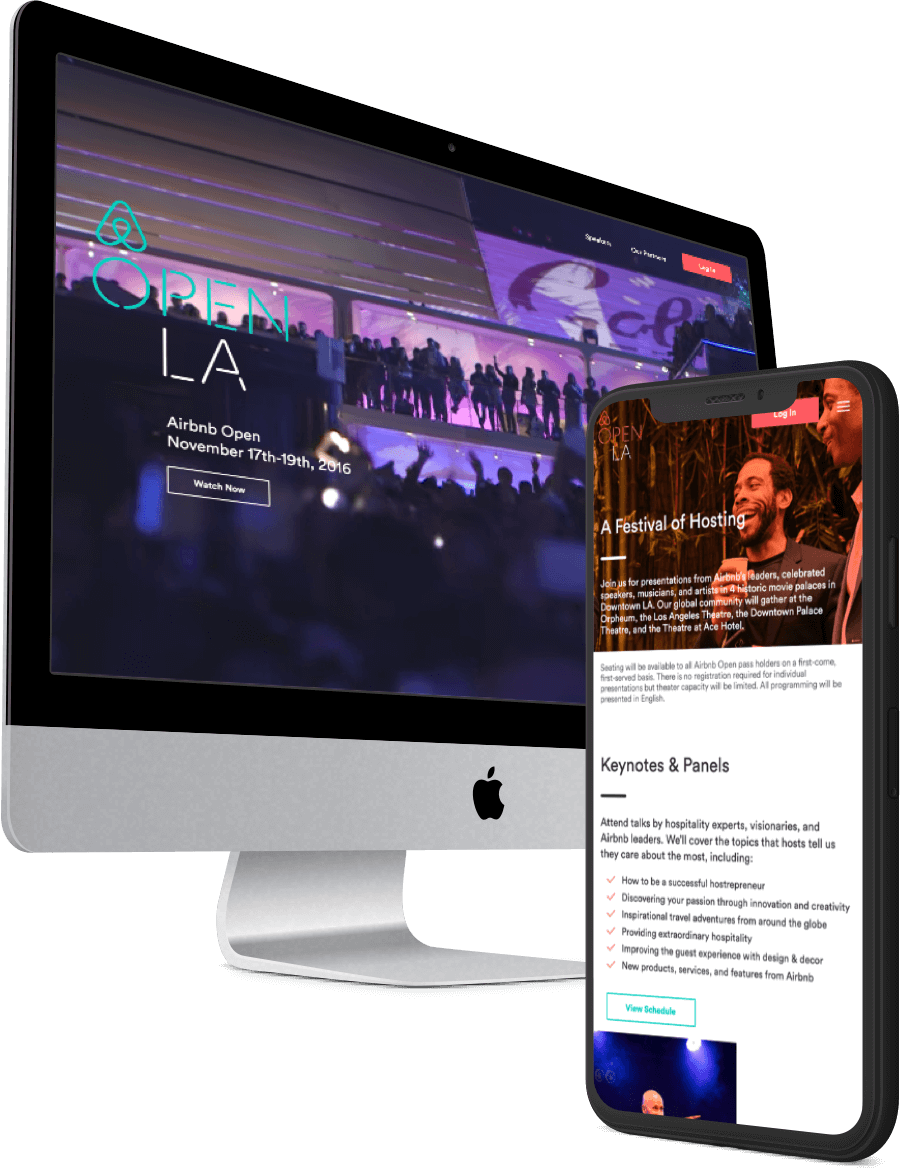 Speakers
Our Partners
Log In
OPEN
LA
Airbnb Open
November 17th-19th, 2016
Watch Now
Log In
OPEN
LA
A Festival of Hosting
Join us for presentations from Airbnb's leaders, celebrated
speakers, musicians, and artists in 4 historic movie palaces in
Downtown LA. Our global community will gather at the
Orpheum, the Los Angeles Theatre, the Downtown Palace
Theatre, and the Theatre at Ace Hotel.
Seating will be available to all Airbnb Open pass holders on a first-come,
first-served basis. There is no registration required for individual
presentations but theater capacity will be limited. All programming will be
presented in English.
Keynotes & Panels
Attend talks by hospitality experts, visionaries, and
Airbnb leaders. We'll cover the topics that hosts tell us
they care about the most, including:
How to be a successful hostrepreneur
Discovering your passion through innovation and creativity
Inspirational travel adventures from around the globe
Providing extraordinary hospitality
Improving the guest experience with design & decor
New products, services, and features from Airbnb
View Schedule